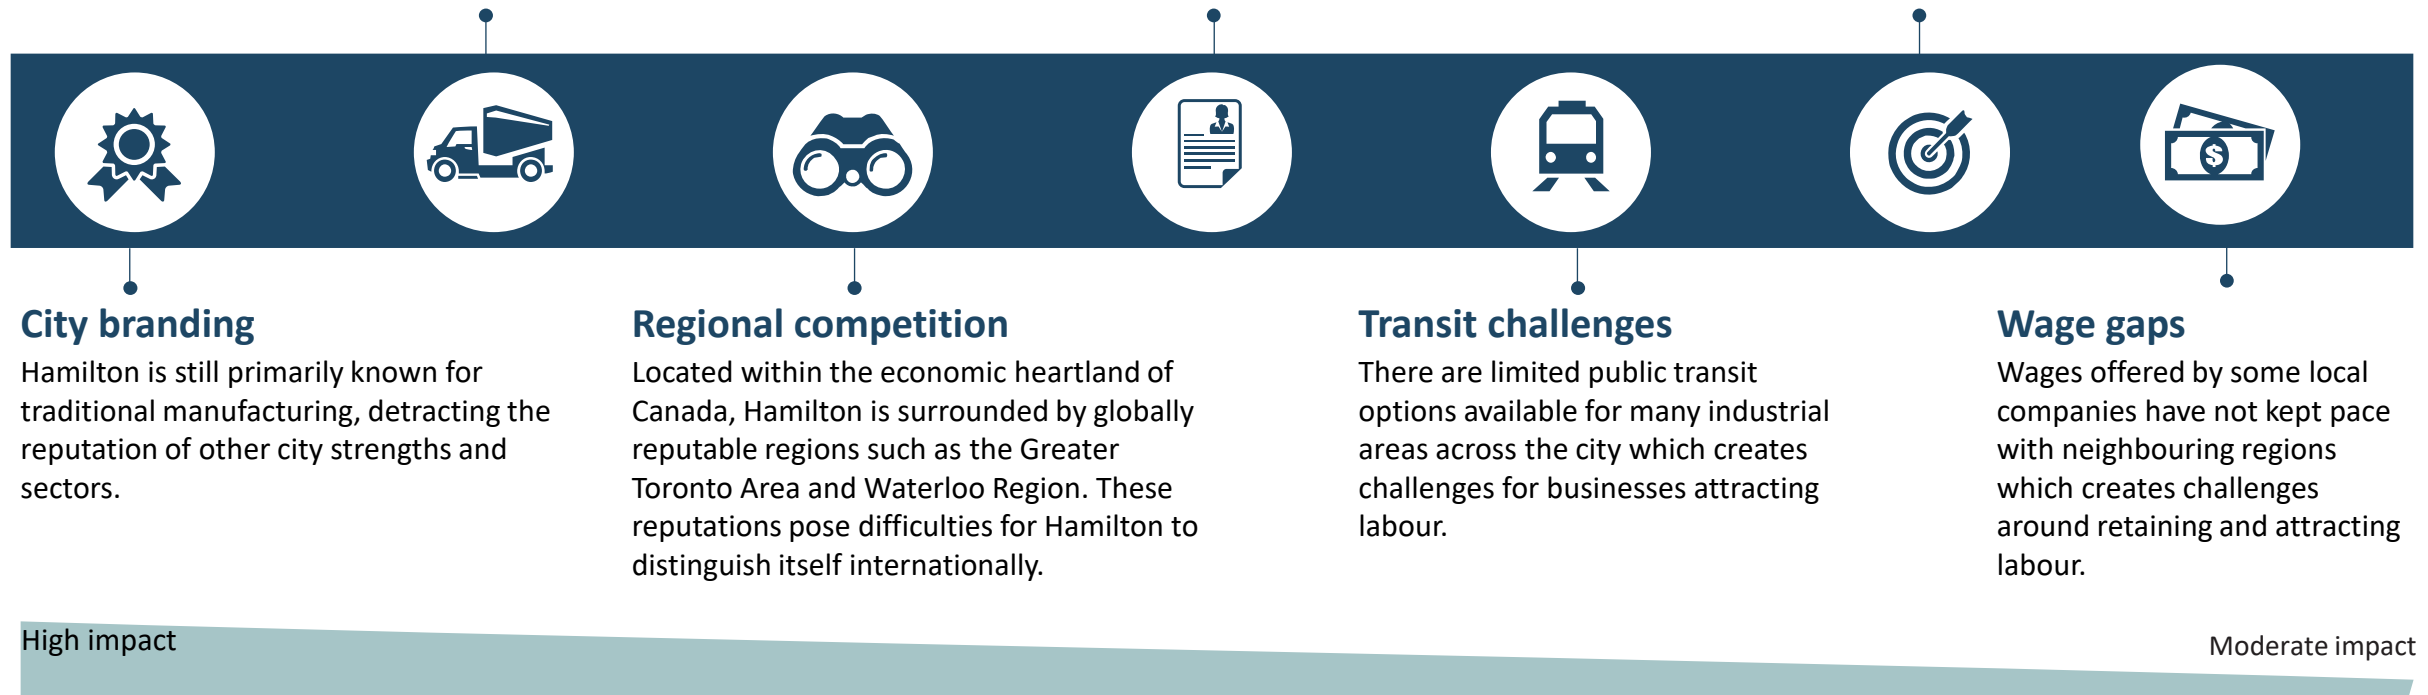 City branding
Hamilton is still primarily known for
traditional manufacturing, detracting the
reputation of other city strengths and
sectors.
Regional competition
Located within the economic heartland of
Canada, Hamilton is surrounded by globally
reputable regions such as the Greater
Toronto Area and Waterloo Region. These
reputations pose difficulties for Hamilton to
distinguish itself internationally.
Transit challenges
There are limited public transit
options available for many industrial
areas across the city which creates
challenges for businesses attracting
labour.
Wage gaps
Wages offered by some local
companies have not kept pace
with neighbouring regions
which creates challenges
around retaining and attracting
labour.
High impact
Moderate impact